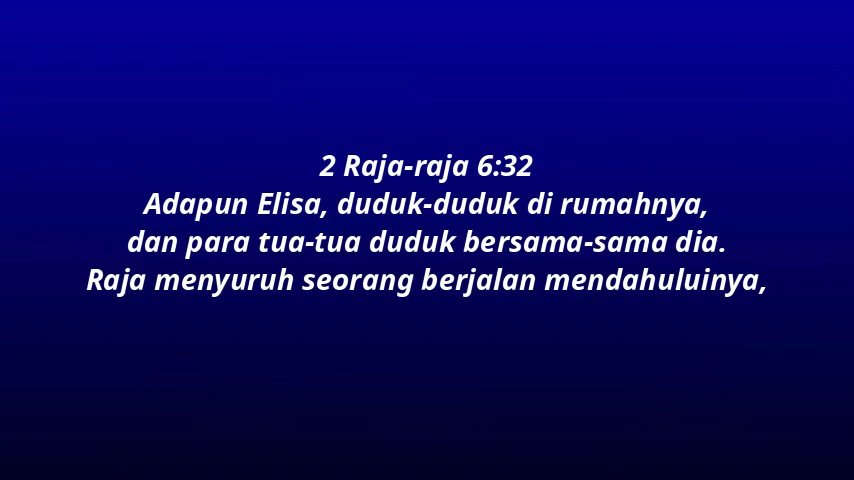 2 Raja-raja 6:32
Adapun Elisa, duduk-duduk di rumahnya,
dan para tua-tua duduk bersama-sama dia.
Raja menyuruh seorang berjalan mendahuluinya,